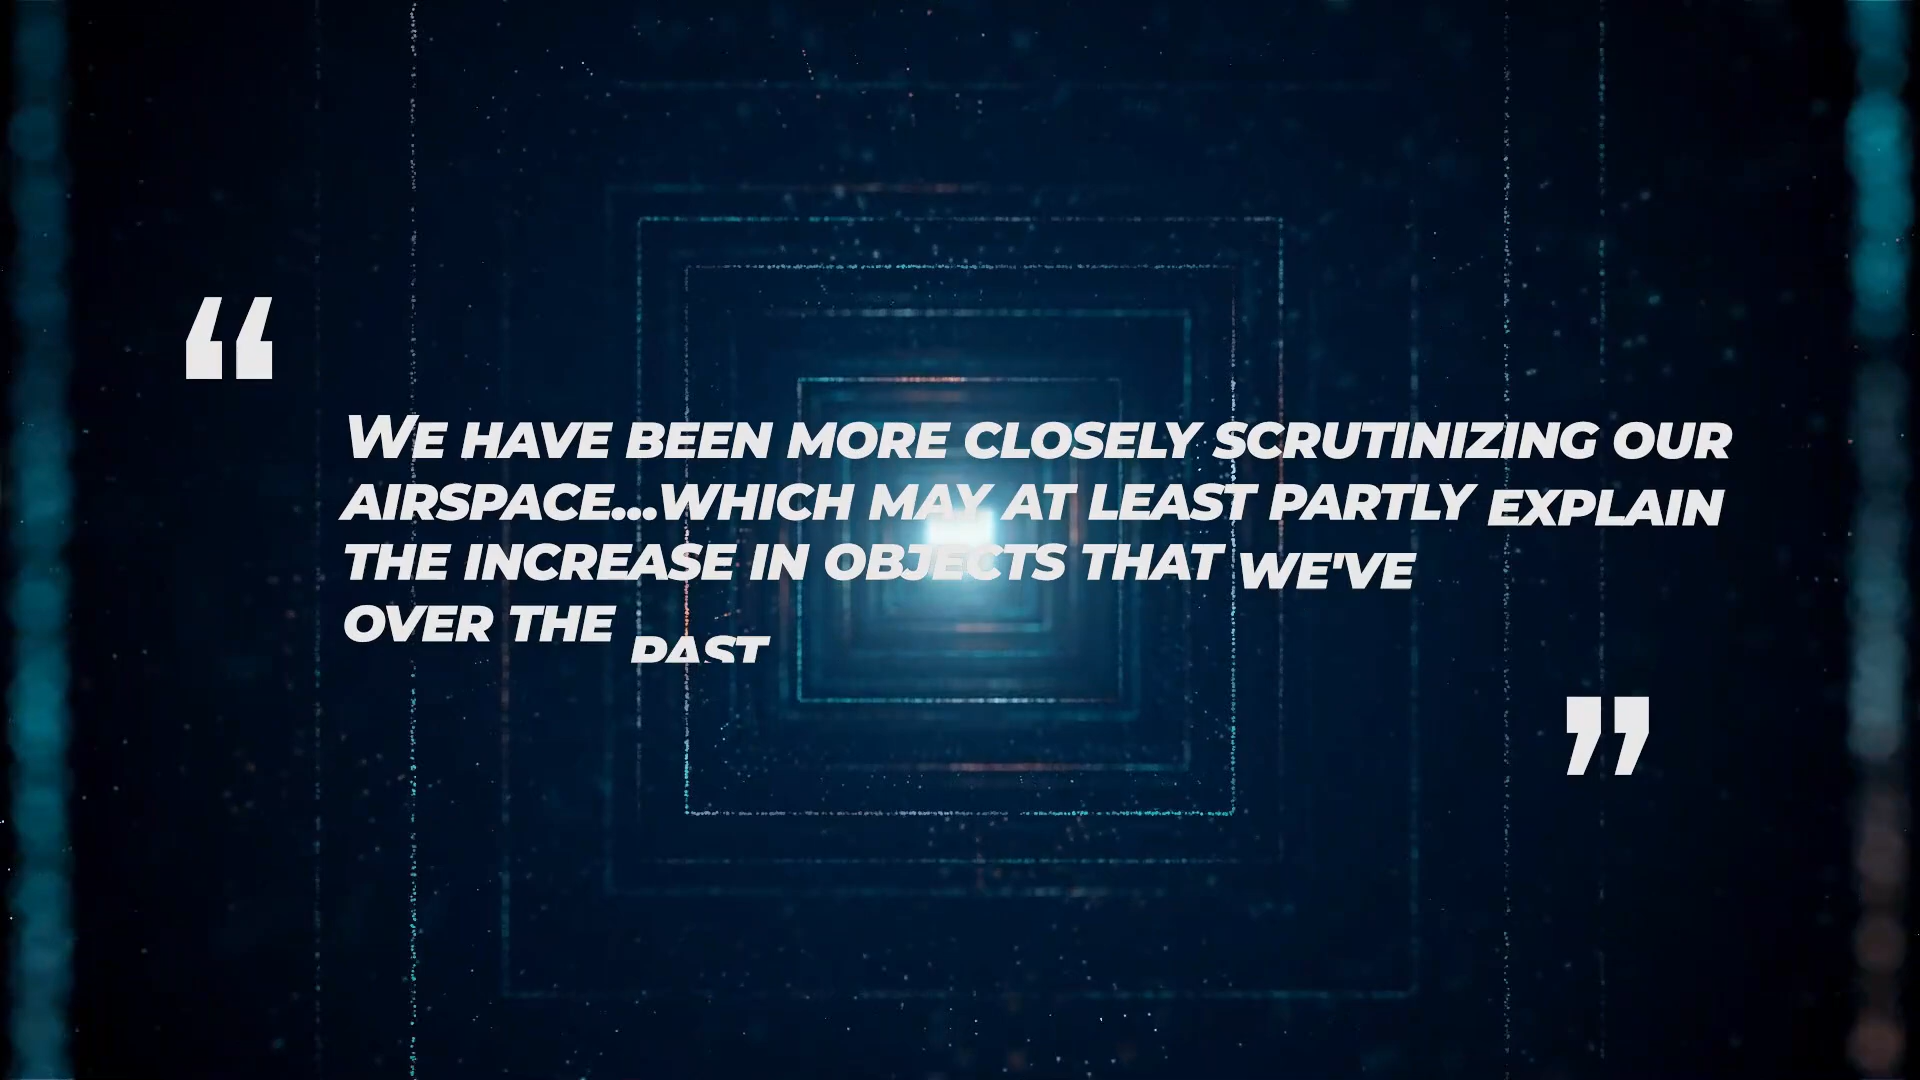 “
WE HAVE BEEN MORE CLOSELY SCRUTINIZING OUR
AIRSPACE...WHICH MAY AT LEAST PARTLY EXPLAIN
THE INCREASE IN OBJECTS THAT WE'VE
OVER THE PAST
”